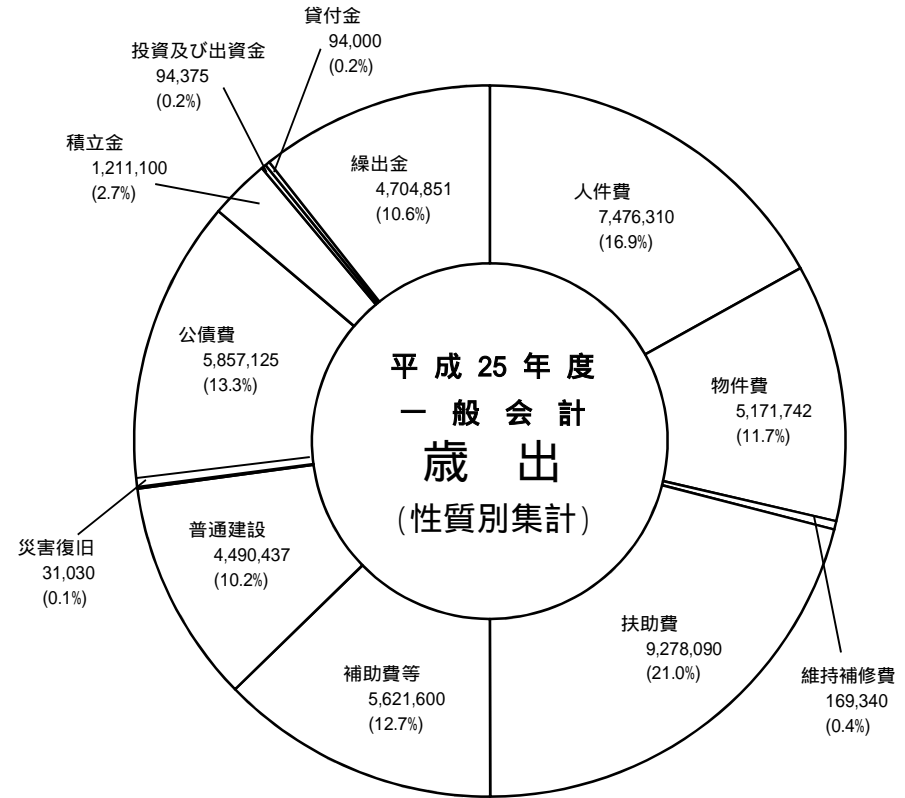 貸付金
94,000
(0.2%)
投資及び出資金
94,375
(0.2%)
積立金
1,211,100
(2.7%)
繰出金
4,704,851
(10.6%)
人件費
7,476,310
(16.9%)
公債費
5,857,125
(13.3%)
物件費
5,171,742
(11.7%)
平成25年度
一般会計
歳出
(性質別集計)
災害復旧
31,030
(0.1%)
普通建設
4,490,437
(10.2%)
補助費等
5,621,600
(12.7%)
扶助費
9,278,090
(21.0%)
維持補修費
169,340
(0.4%)